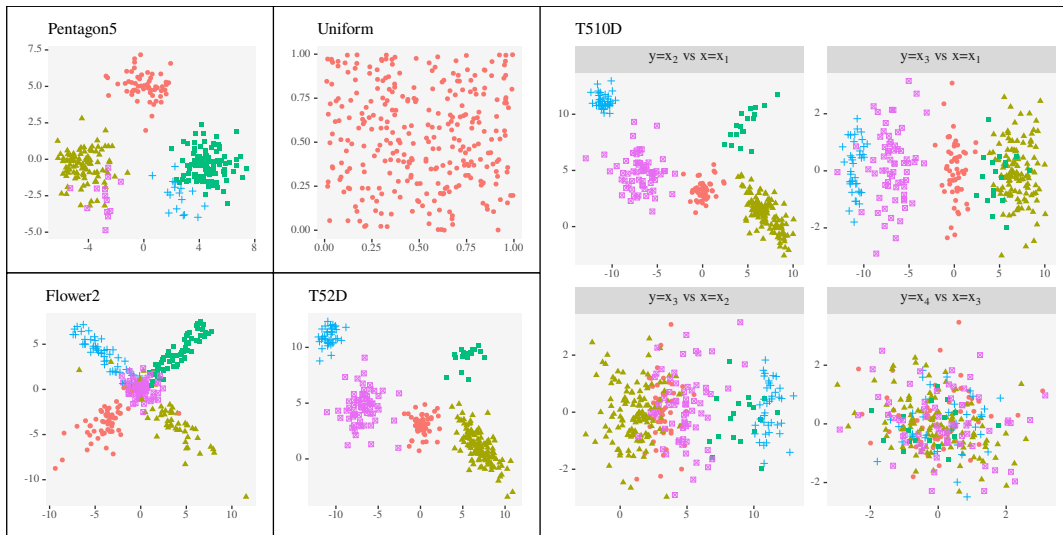 Pentagon5
7.5
5.0
2.5
0.0
-2.5
-5.0
-4 0 4 8
Uniform
1.00
0.75
0.50
0.25
0.00
0.00 0.25 0.50 0.75 1.00
T510D
y=x₂ vs x=x₁
10
5
0
-10 -5 0 5 10
y=x₃ vs x=x₁
2
0
-2
-10 -5 0 5 10
Flower2
5
0
-5
-10
-10 -5 0 5 10
T52D
10
5
0
-10 -5 0 5 10
y=x₃ vs x=x₂
2
0
-2
0 5 10
y=x₄ vs x=x₃
2
0
-2
-2 0 2